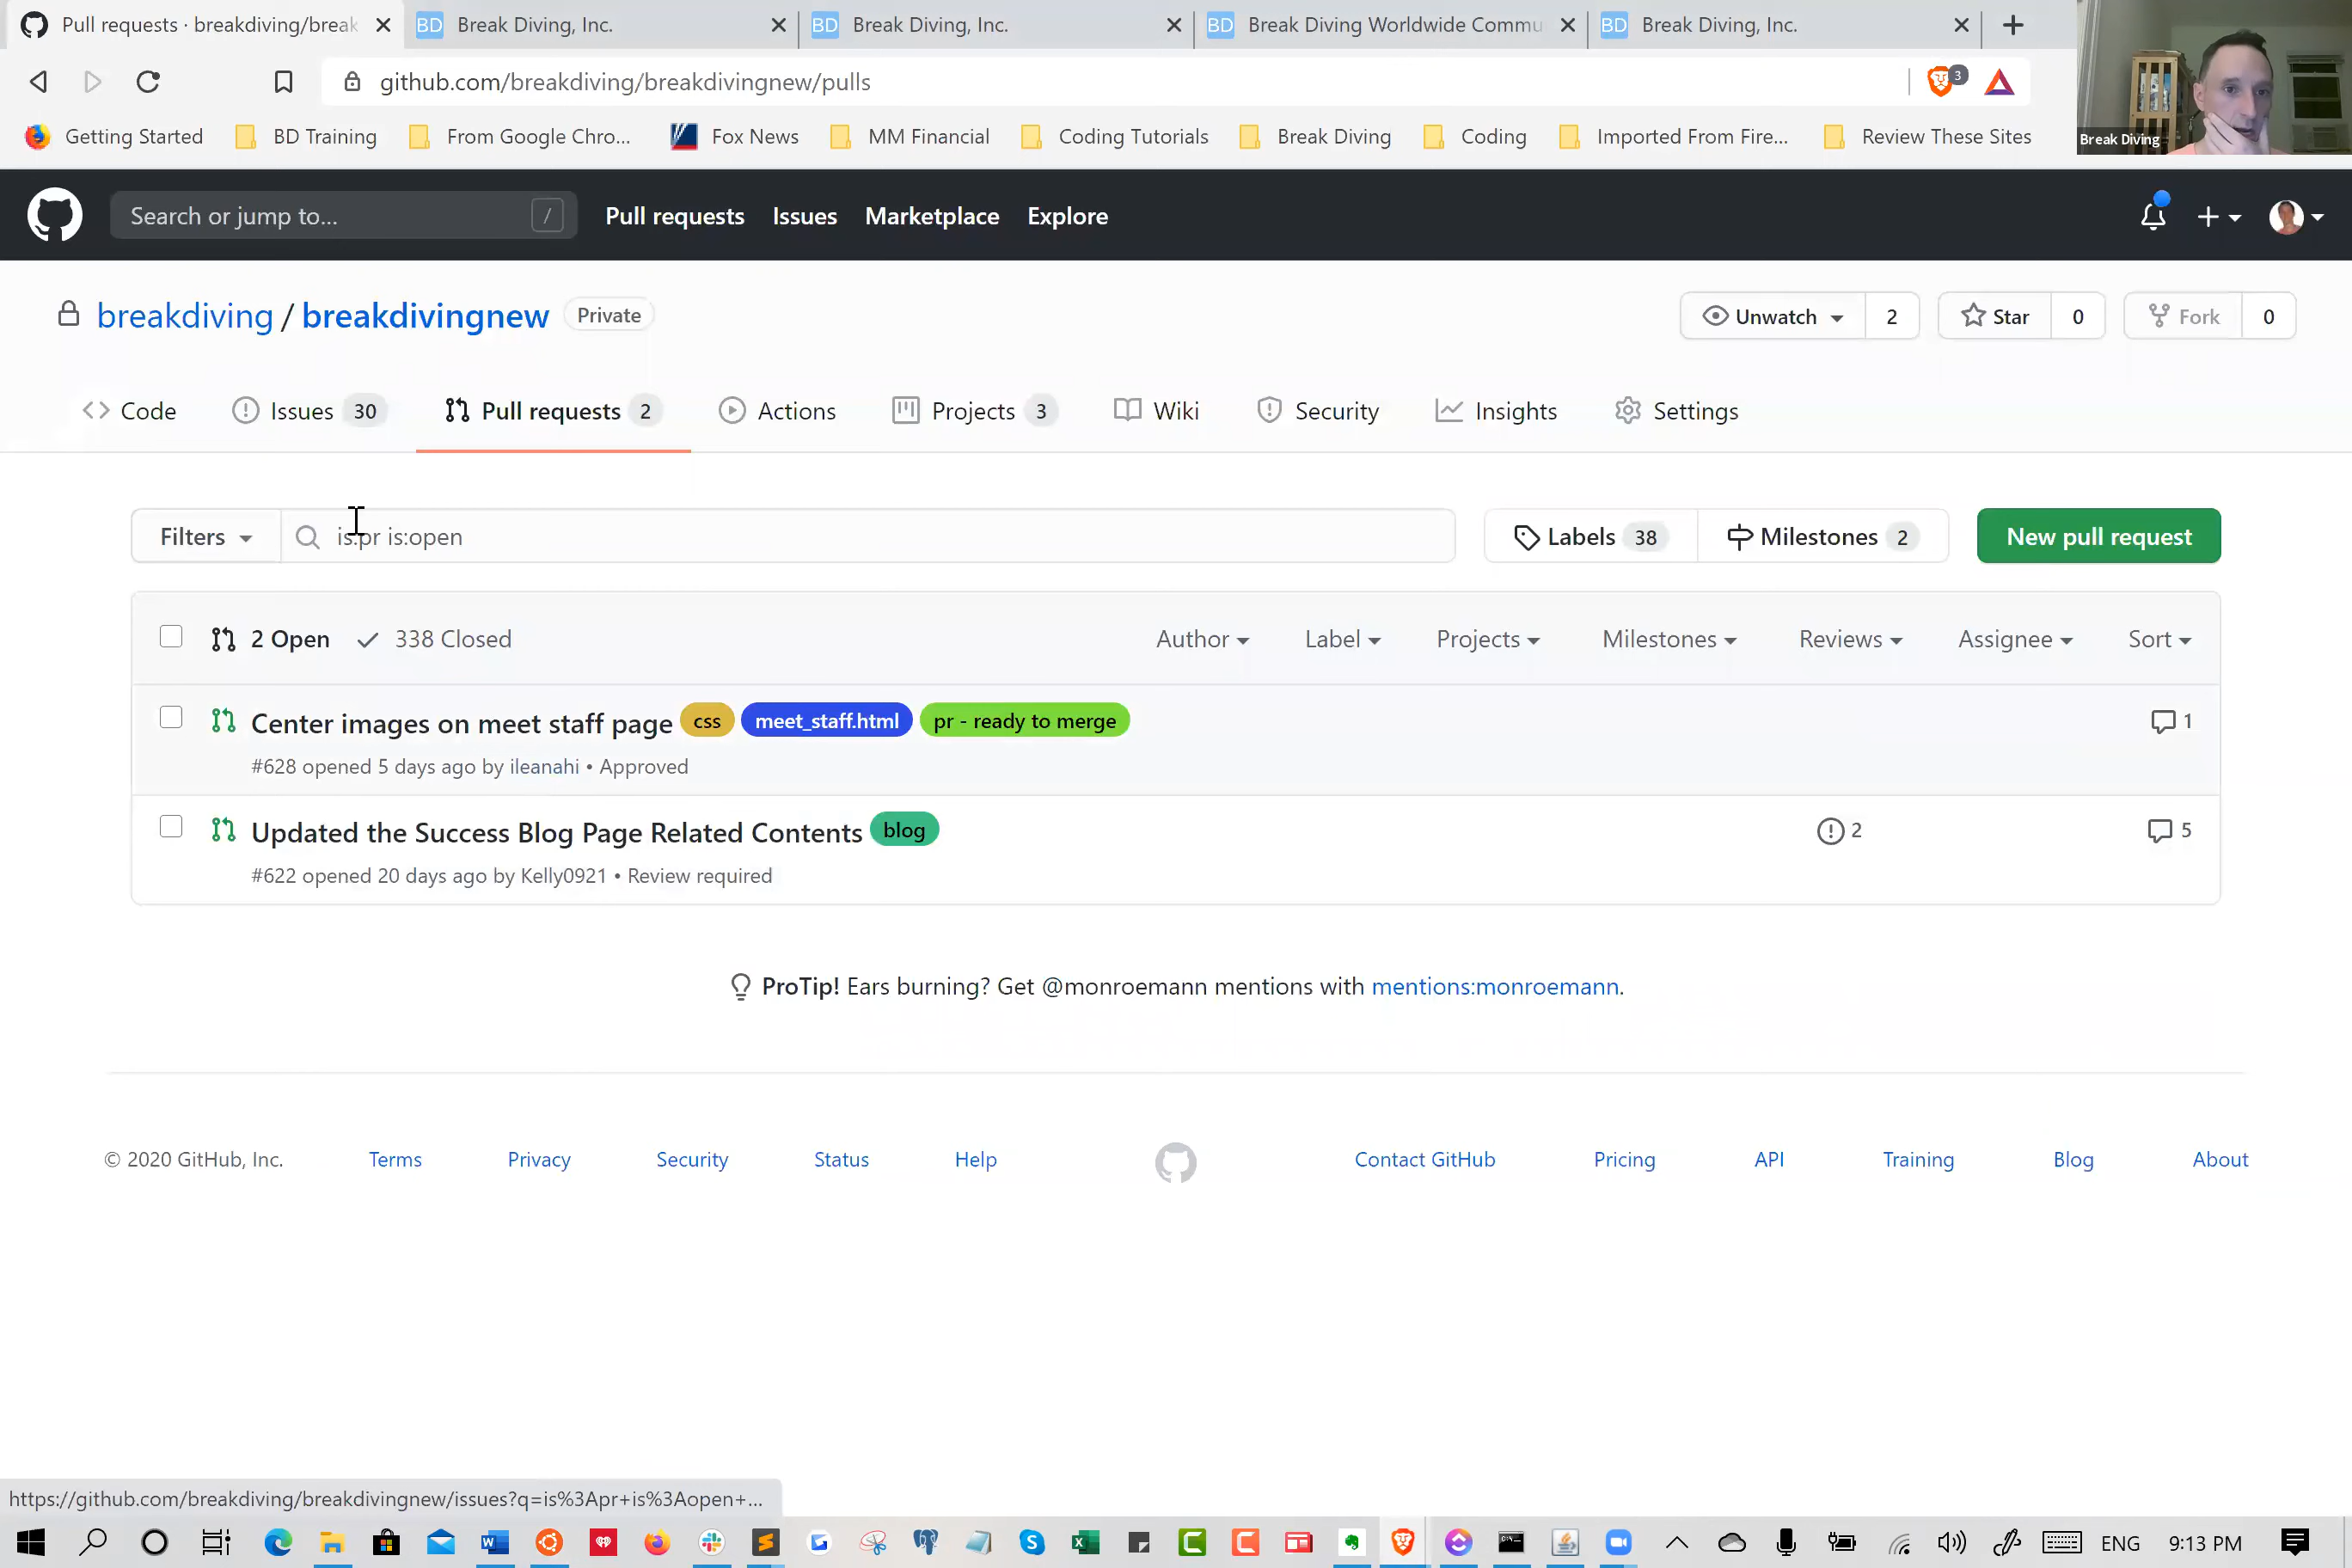 Pull requests · breakdiving/break
BD Break Diving, Inc.
BD Break Diving, Inc.
BD Break Diving Worldwide Commu
BD Break Diving, Inc.
github.com/breakdiving/breakdivingnew/pulls
3
Getting Started
BD Training
From Google Chro...
Fox News
MM Financial
Coding Tutorials
Break Diving
Coding
Imported From Fire...
Review These Sites
Break Diving
Search or jump to... /
Pull requests Issues Marketplace Explore
breakdiving / breakdivingnew Private
Unwatch 2
Star 0
Fork 0
Code
Issues 30
Pull requests 2
Actions
Projects 3
Wiki
Security
Insights
Settings
Filters
is:pr is:open
Labels 38
Milestones 2
New pull request
2 Open 338 Closed
Author Label Projects Milestones Reviews Assignee Sort
Center images on meet staff page css meet_staff.html pr - ready to merge 1
#628 opened 5 days ago by ileanahi • Approved
Updated the Success Blog Page Related Contents blog 2 5
#622 opened 20 days ago by Kelly0921 • Review required
ProTip! Ears burning? Get @monroemann mentions with mentions:monroemann.
© 2020 GitHub, Inc. Terms Privacy Security Status Help Contact GitHub Pricing API Training Blog About
https://github.com/breakdiving/breakdivingnew/issues?q=is%3Apr+is%3Aopen+...
ENG 9:13 PM